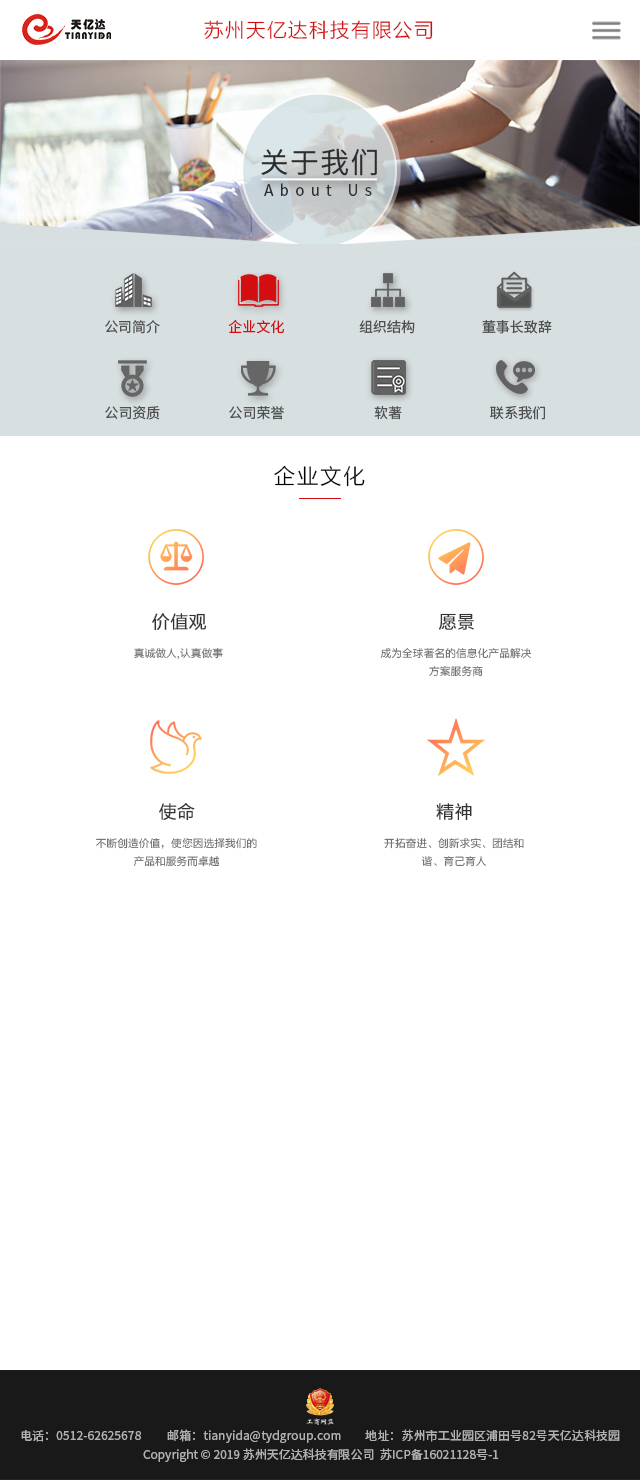 天亿达
TIANYIDA
苏州天亿达科技有限公司
关于我们
About Us
公司简介 企业文化 组织结构 董事长致辞
公司资质 公司荣誉 软著 联系我们
企业文化
价值观
真诚做人,认真做事
愿景
成为全球著名的信息化产品解决
方案服务商
使命
不断创造价值，使您因选择我们的
产品和服务而卓越
精神
开拓奋进、创新求实、团结和
谐、育己育人
工商网监
电话：0512-62625678 邮箱：tianyida@tydgroup.com 地址：苏州市工业园区浦田号82号天亿达科技园
Copyright © 2019 苏州天亿达科技有限公司 苏ICP备16021128号-1